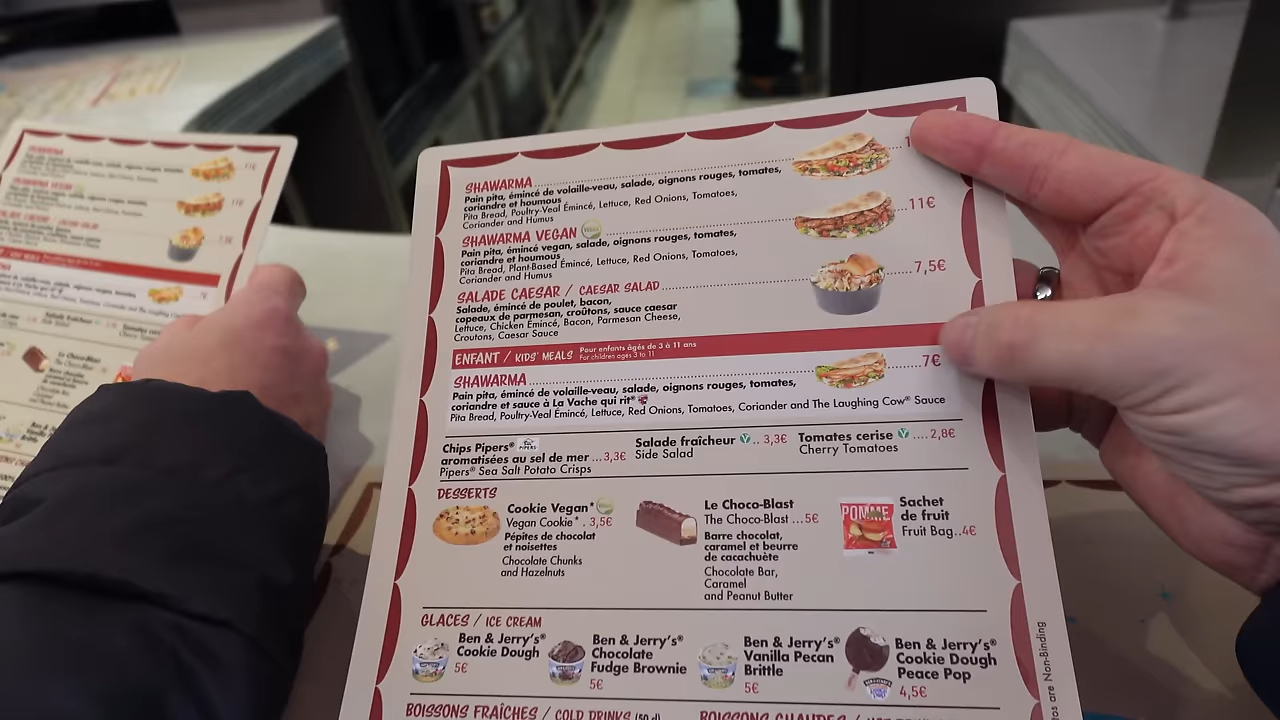 SHAWARMA
Pain pita, émincé de volaille-veau, salade, oignons rouges, tomates,
coriandre et houmous
Pita Bread, Poultry-Veal Émincé, Lettuce, Red Onions, Tomatoes,
Coriander and Humus
SHAWARMA VEGAN ..11€
Pain pita, émincé vegan, salade, oignons rouges, tomates,
coriandre et houmous
Pita Bread, Plant-Based Émincé, Lettuce, Red Onions, Tomatoes,
Coriander and Humus
SALADE CAESAR / CAESAR SALAD ........7,5€
Salade, émincé de poulet, bacon,
copeaux de parmesan, croûtons, sauce caesar
Lettuce, Chicken Émincé, Bacon, Parmesan Cheese,
Croutons, Caesar Sauce
ENFANT / KIDS' MEALS Pour enfants âgés de 3 à 11 ans
For children ages 3 to 11
SHAWARMA ......7€
Pain pita, émincé de volaille-veau, salade, oignons rouges, tomates,
coriandre et sauce à La Vache qui rit®
Pita Bread, Poultry-Veal Émincé, Lettuce, Red Onions, Tomatoes, Coriander and The Laughing Cow® Sauce
Chips Pipers® PIPERS
aromatisées au sel de mer ...3,3€
Pipers® Sea Salt Potato Crisps
Salade fraîcheur .. 3,3€
Side Salad
Tomates cerise .... 2,8€
Cherry Tomatoes
DESSERTS
Cookie Vegan*
Vegan Cookie* . 3,5€
Pépites de chocolat
et noisettes
Chocolate Chunks
and Hazelnuts
Le Choco-Blast
The Choco-Blast ...5€
Barre chocolat,
caramel et beurre
de cacahuète
Chocolate Bar,
Caramel
and Peanut Butter
POMME
Sachet
de fruit
Fruit Bag..4€
GLACES / ICE CREAM
Ben & Jerry's®
Cookie Dough
5€
Ben & Jerry's®
Chocolate
Fudge Brownie
5€
Ben & Jerry's®
Vanilla Pecan
Brittle
5€
Ben & Jerry's®
Cookie Dough
Peace Pop
4,5€
BOISSONS FRAÎCHES / COLD DRINKS (50 cl)
BOISSONS CHAUDES
are Non-Binding